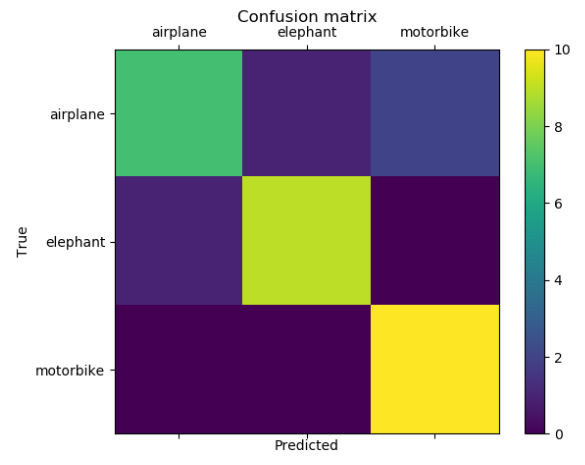 Confusion matrix
airplane elephant motorbike
airplane
elephant
motorbike
True
Predicted
10
8
6
4
2
0